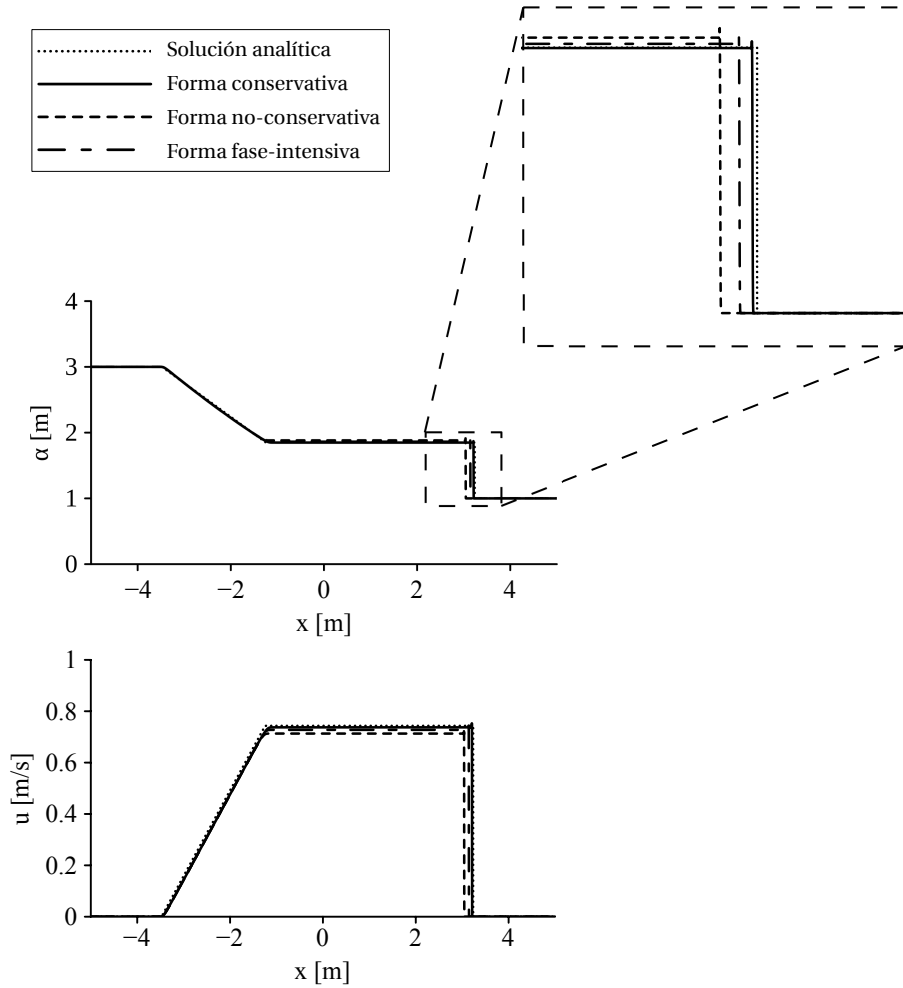 Solución analítica
Forma conservativa
Forma no-conservativa
Forma fase-intensiva
4
3
2
1
0
α [m]
−4 −2 0 2 4
x [m]
1
0.8
0.6
0.4
0.2
0
u [m/s]
−4 −2 0 2 4
x [m]